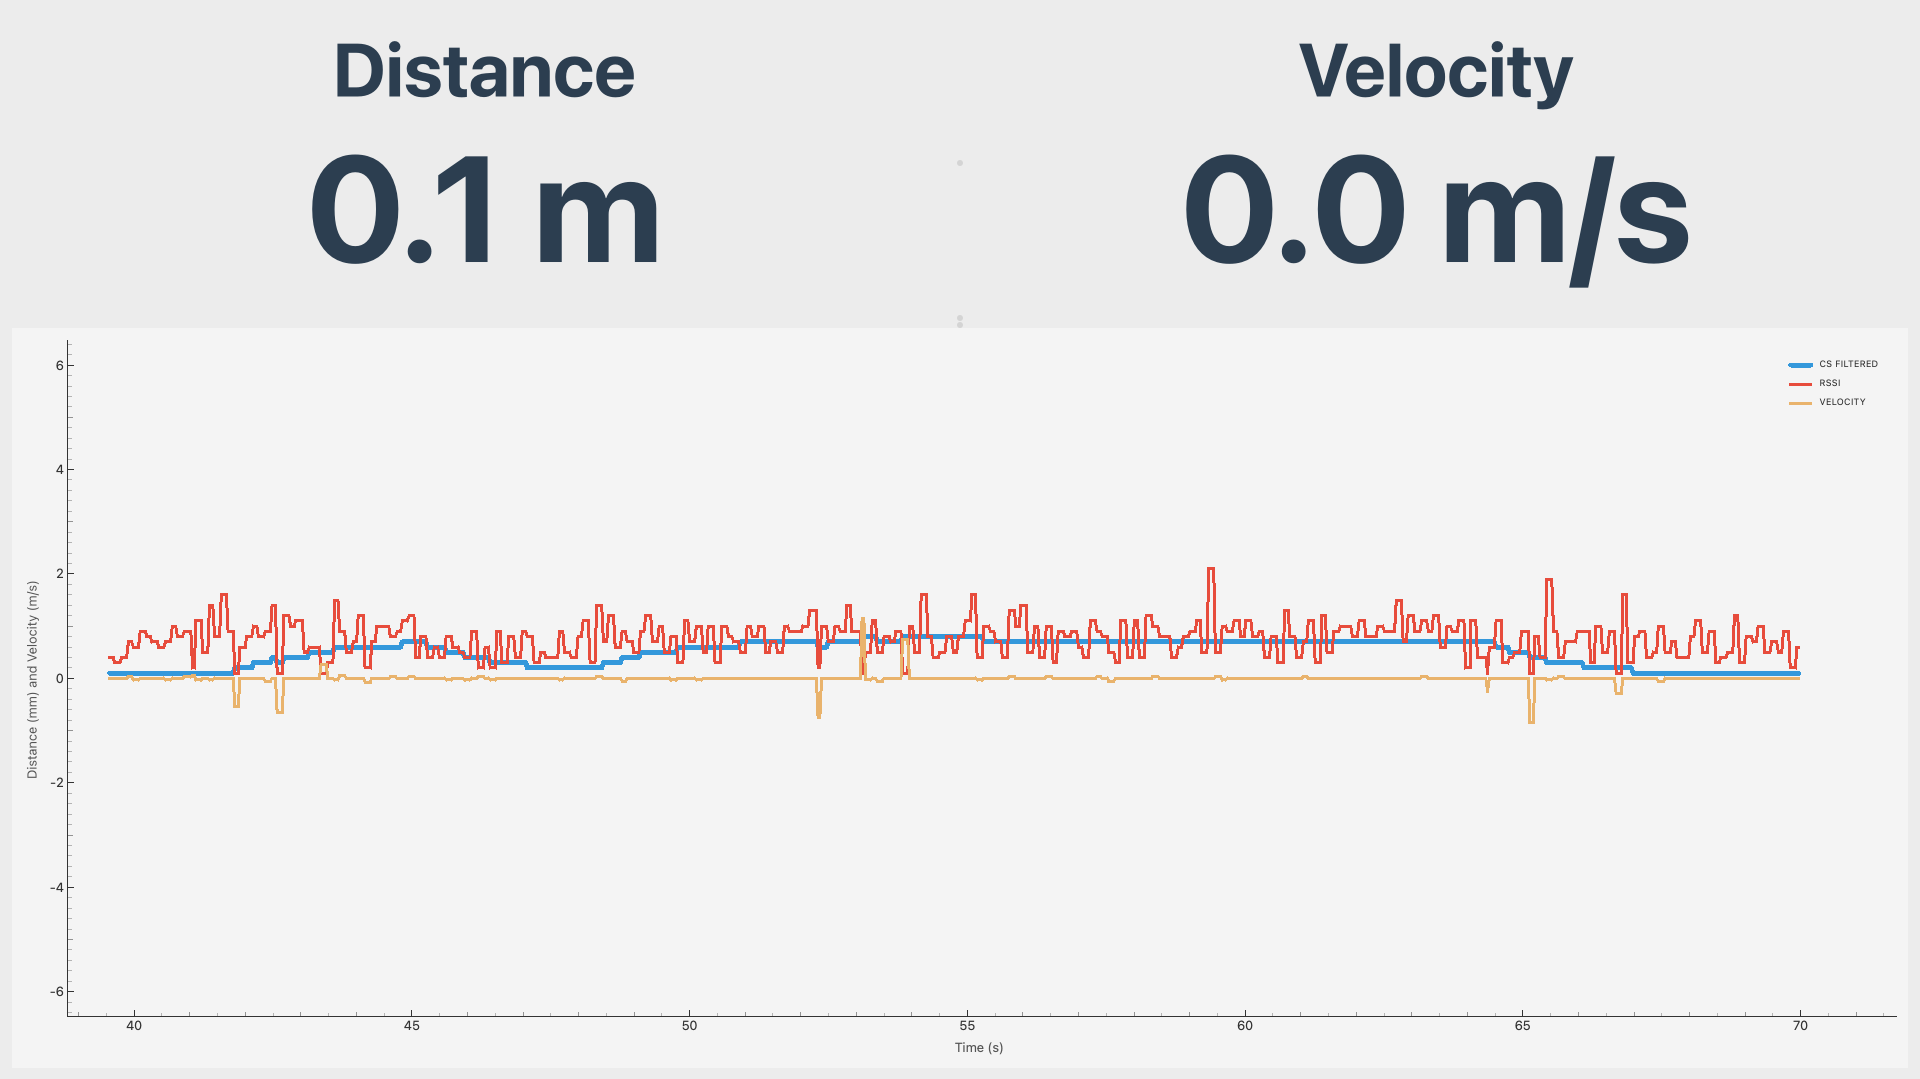 Distance
Velocity
0.1 m
0.0 m/s
CS FILTERED
RSSI
VELOCITY
6
4
2
0
-2
-4
-6
Distance (mm) and Velocity (m/s)
40 45 50 55 60 65 70
Time (s)